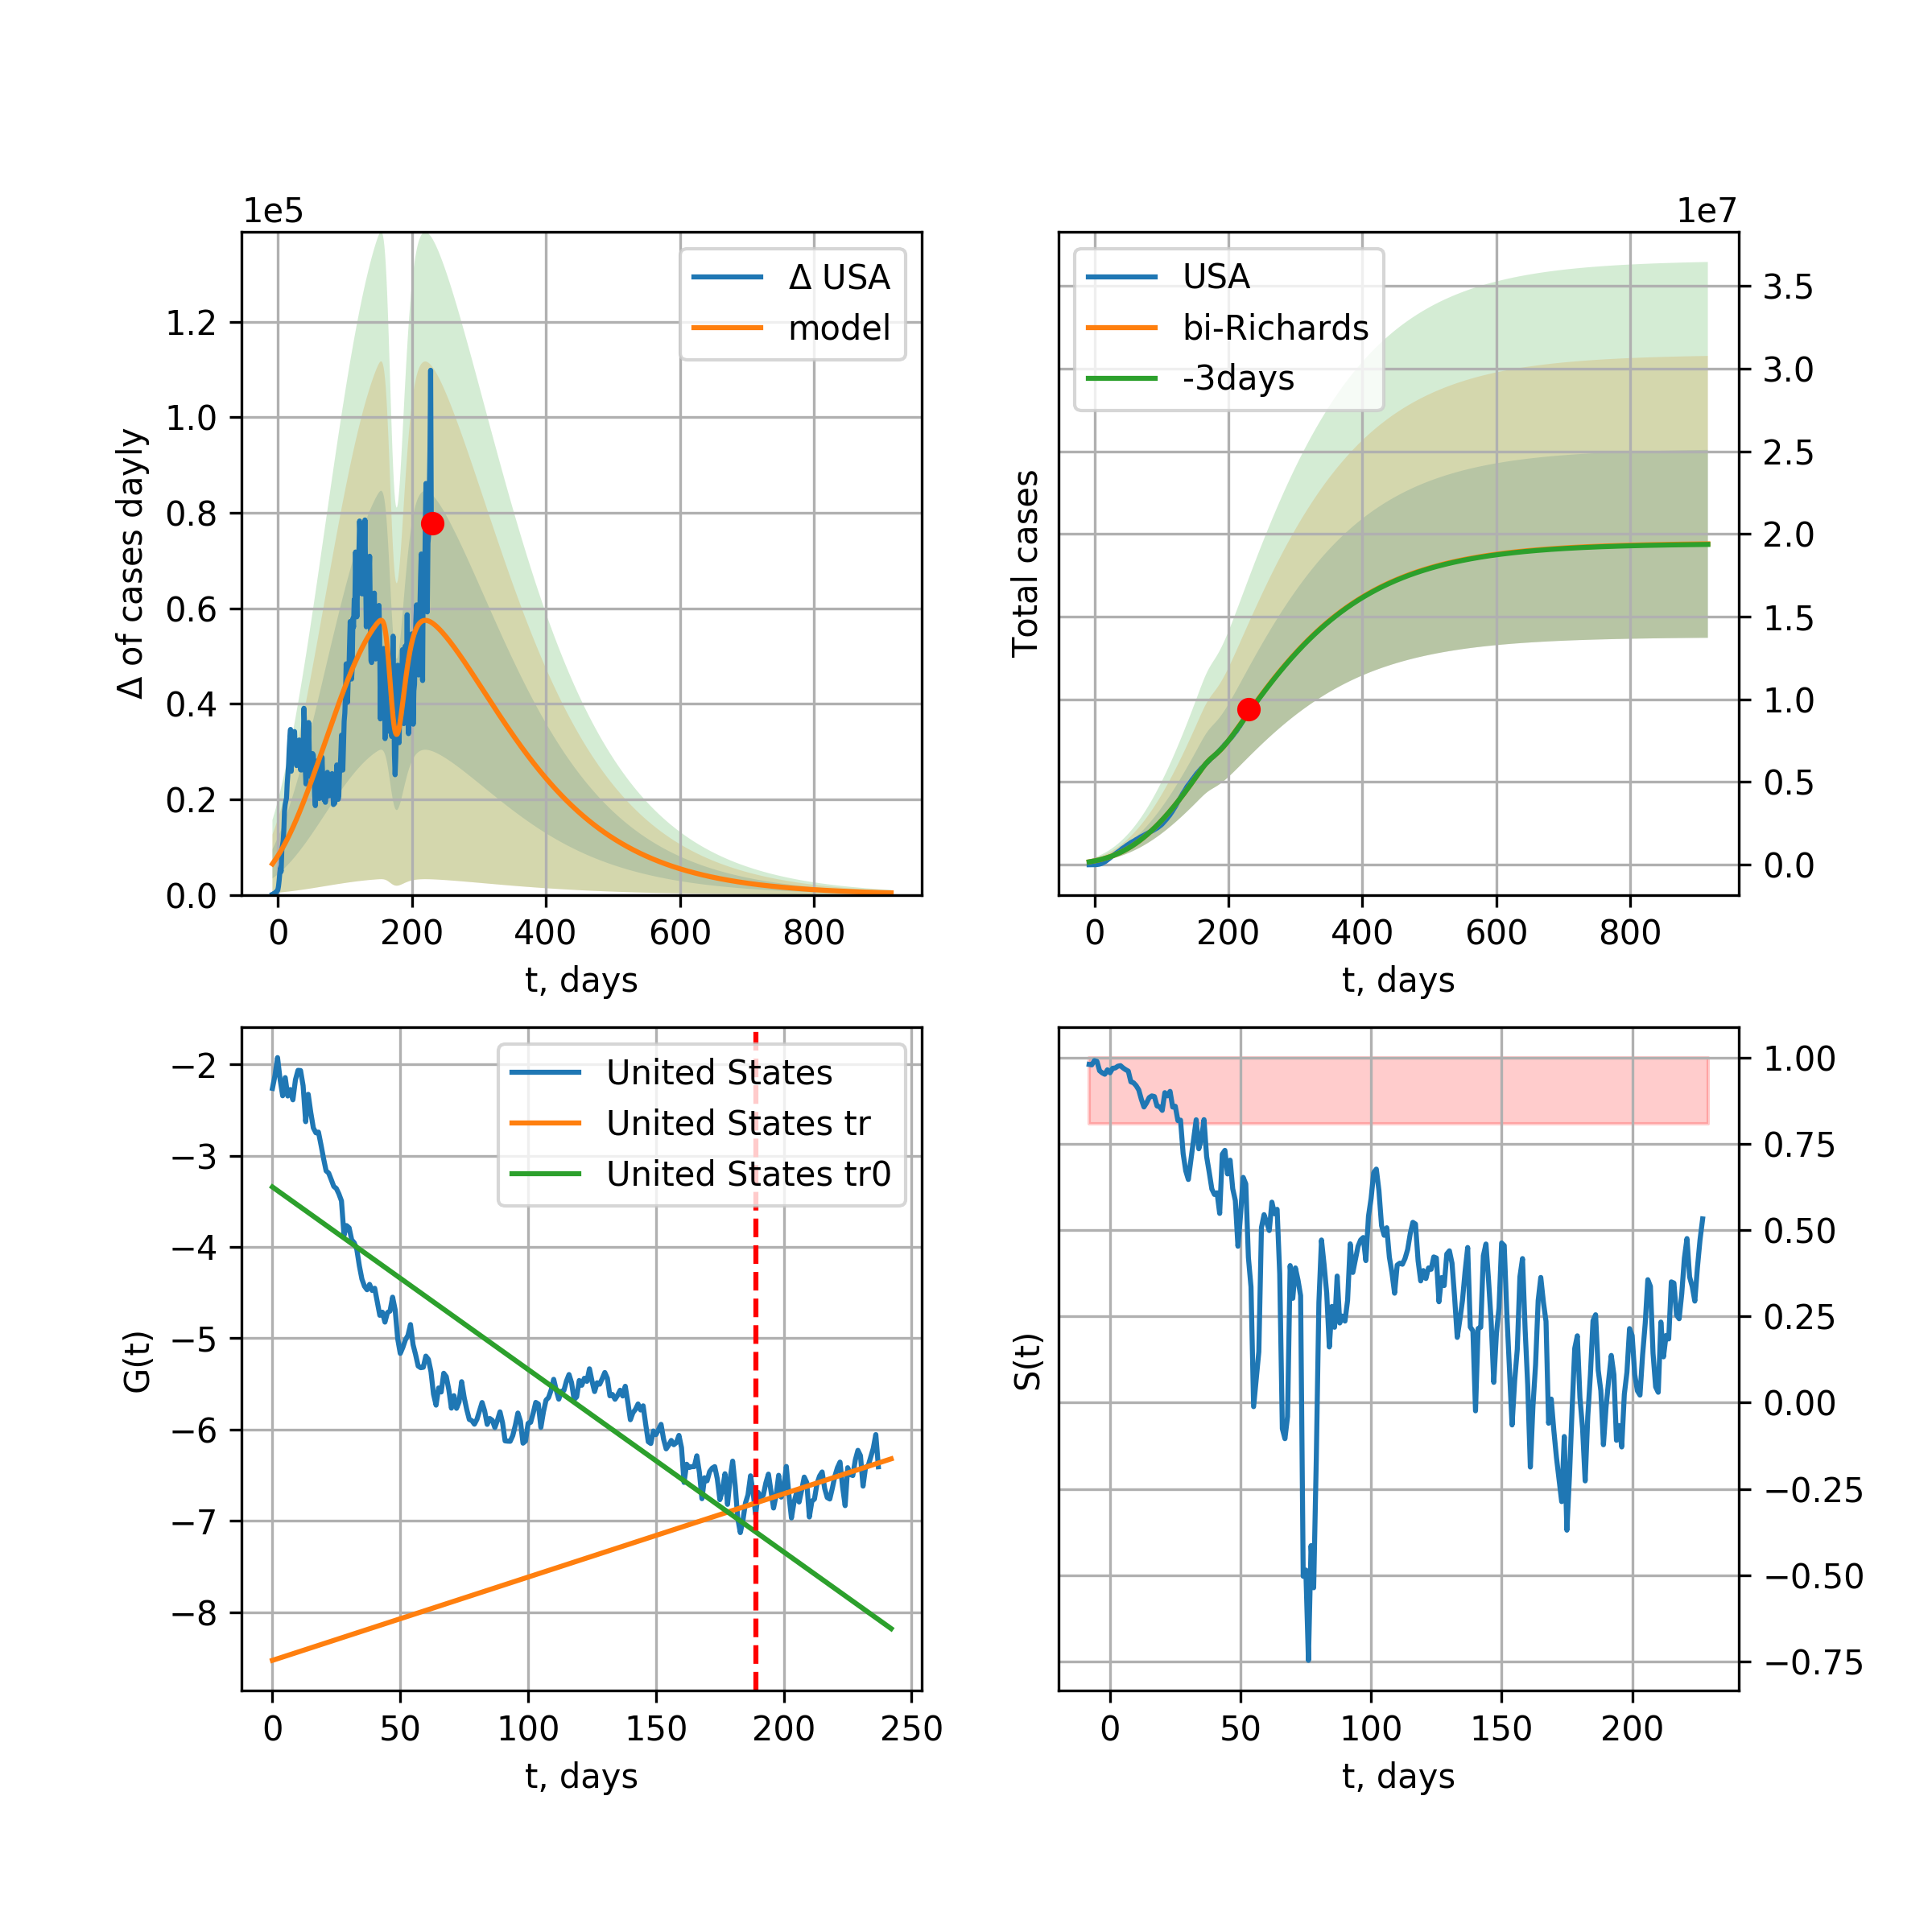 1e5
Δ of cases dayly
1.2
1.0
0.8
0.6
0.4
0.2
0.0
Δ USA
model
0 200 400 600 800
t, days
1e7
Total cases
USA
bi-Richards
-3days
3.5
3.0
2.5
2.0
1.5
1.0
0.5
0.0
0 200 400 600 800
t, days
G(t)
−2
−3
−4
−5
−6
−7
−8
United States
United States tr
United States tr0
0 50 100 150 200 250
t, days
S(t)
1.00
0.75
0.50
0.25
0.00
−0.25
−0.50
−0.75
0 50 100 150 200
t, days